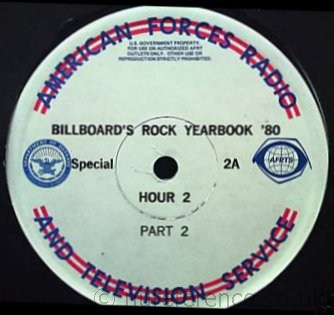 AMERICAN FORCES RADIO
U.S. GOVERNMENT PROPERTY.
FOR USE ON AUTHORIZED AFRT
OUTLETS ONLY. OTHER USE OR
REPRODUCTION STRICTLY PROHIBITED.
BILLBOARD'S ROCK YEARBOOK '80
Special 2A
AFRTS
HOUR 2
PART 2
AND TELEVISION SERVICE